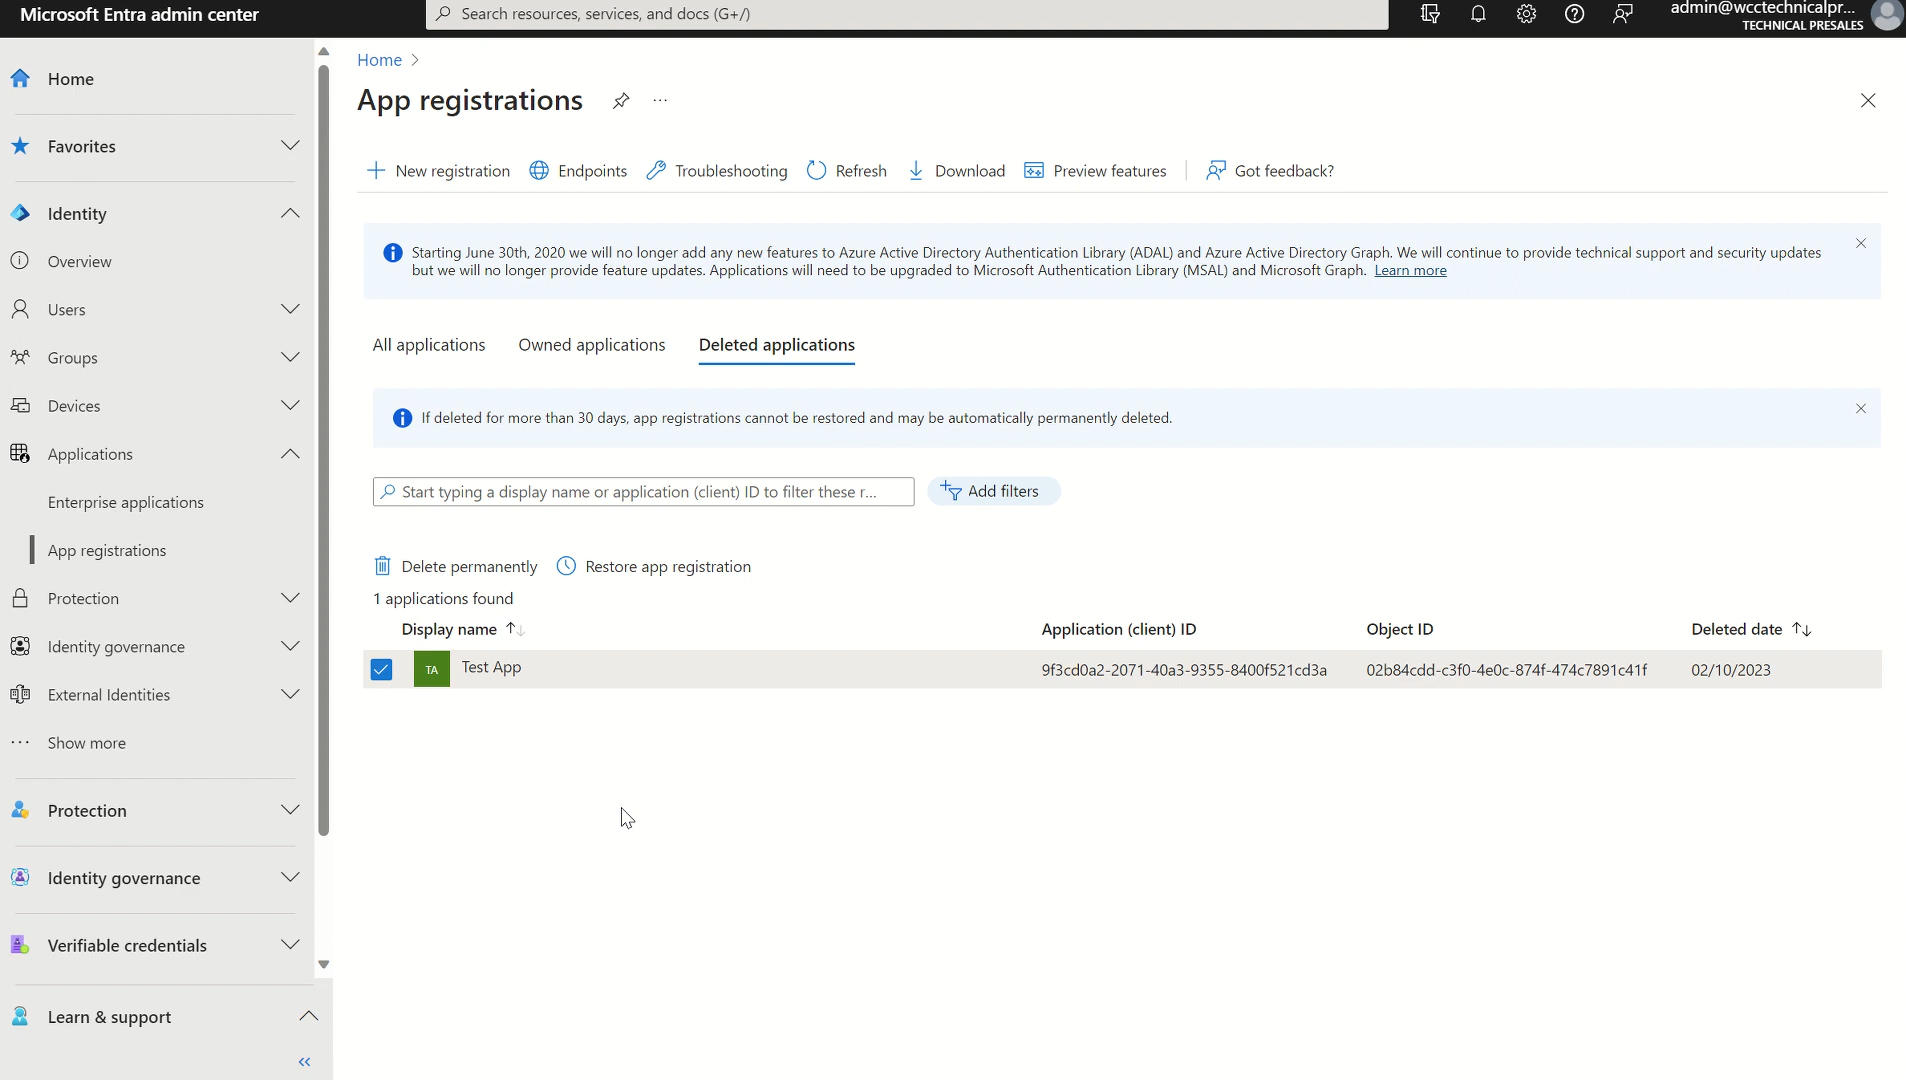 Microsoft Entra admin center
Search resources, services, and docs (G+/)
admin@wcctechnicalpr...
TECHNICAL PRESALES
Home
Favorites
Identity
Overview
Users
Groups
Devices
Applications
Enterprise applications
App registrations
Protection
Identity governance
External Identities
Show more
Protection
Identity governance
Verifiable credentials
Learn & support
Home
App registrations
New registration
Endpoints
Troubleshooting
Refresh
Download
Preview features
Got feedback?
Starting June 30th, 2020 we will no longer add any new features to Azure Active Directory Authentication Library (ADAL) and Azure Active Directory Graph. We will continue to provide technical support and security updates
but we will no longer provide feature updates. Applications will need to be upgraded to Microsoft Authentication Library (MSAL) and Microsoft Graph. Learn more
All applications
Owned applications
Deleted applications
If deleted for more than 30 days, app registrations cannot be restored and may be automatically permanently deleted.
Start typing a display name or application (client) ID to filter these r...
Add filters
Delete permanently
Restore app registration
1 applications found
Display name
Application (client) ID
Object ID
Deleted date
TA
Test App
9f3cd0a2-2071-40a3-9355-8400f521cd3a
02b84cdd-c3f0-4e0c-874f-474c7891c41f
02/10/2023